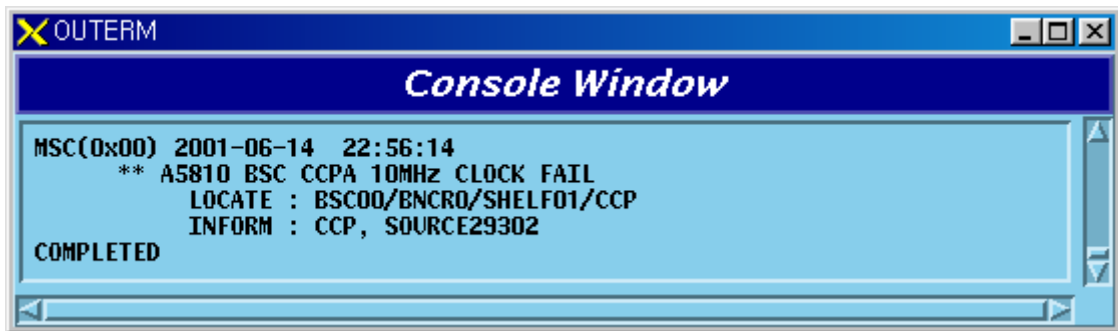 OUTERM
Console Window
MSC(0x00) 2001-06-14 22:56:14
** A5810 BSC CCPA 10MHz CLOCK FAIL
LOCATE : BSC00/BNCR0/SHELF01/CCP
INFORM : CCP, SOURCE29302
COMPLETED